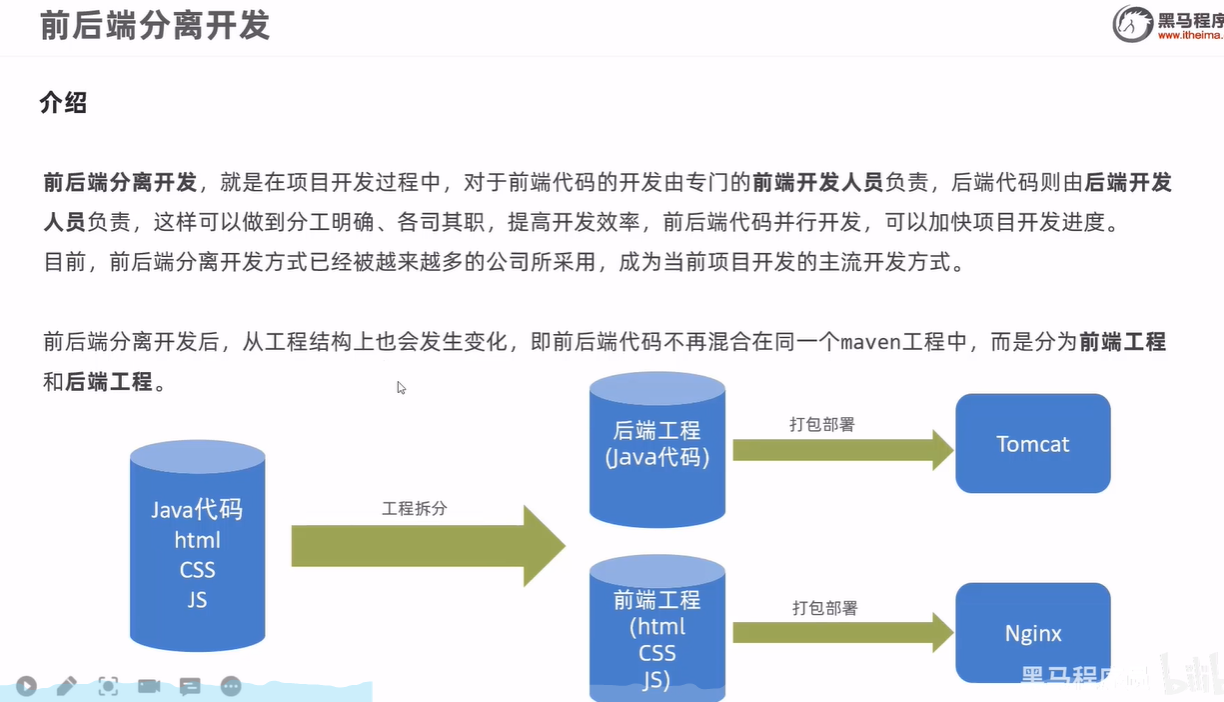 前后端分离开发
黑马程序
www.itheima.
介绍
前后端分离开发，就是在项目开发过程中，对于前端代码的开发由专门的前端开发人员负责，后端代码则由后端开发
人员负责，这样可以做到分工明确、各司其职，提高开发效率，前后端代码并行开发，可以加快项目开发进度。
目前，前后端分离开发方式已经被越来越多的公司所采用，成为当前项目开发的主流开发方式。
前后端分离开发后，从工程结构上也会发生变化，即前后端代码不再混合在同一个maven工程中，而是分为前端工程
和后端工程。
Java代码
html
CSS
JS
工程拆分
后端工程
(Java代码)
打包部署
Tomcat
前端工程
(html
CSS
JS)
打包部署
Nginx
黑马程序
bilibili